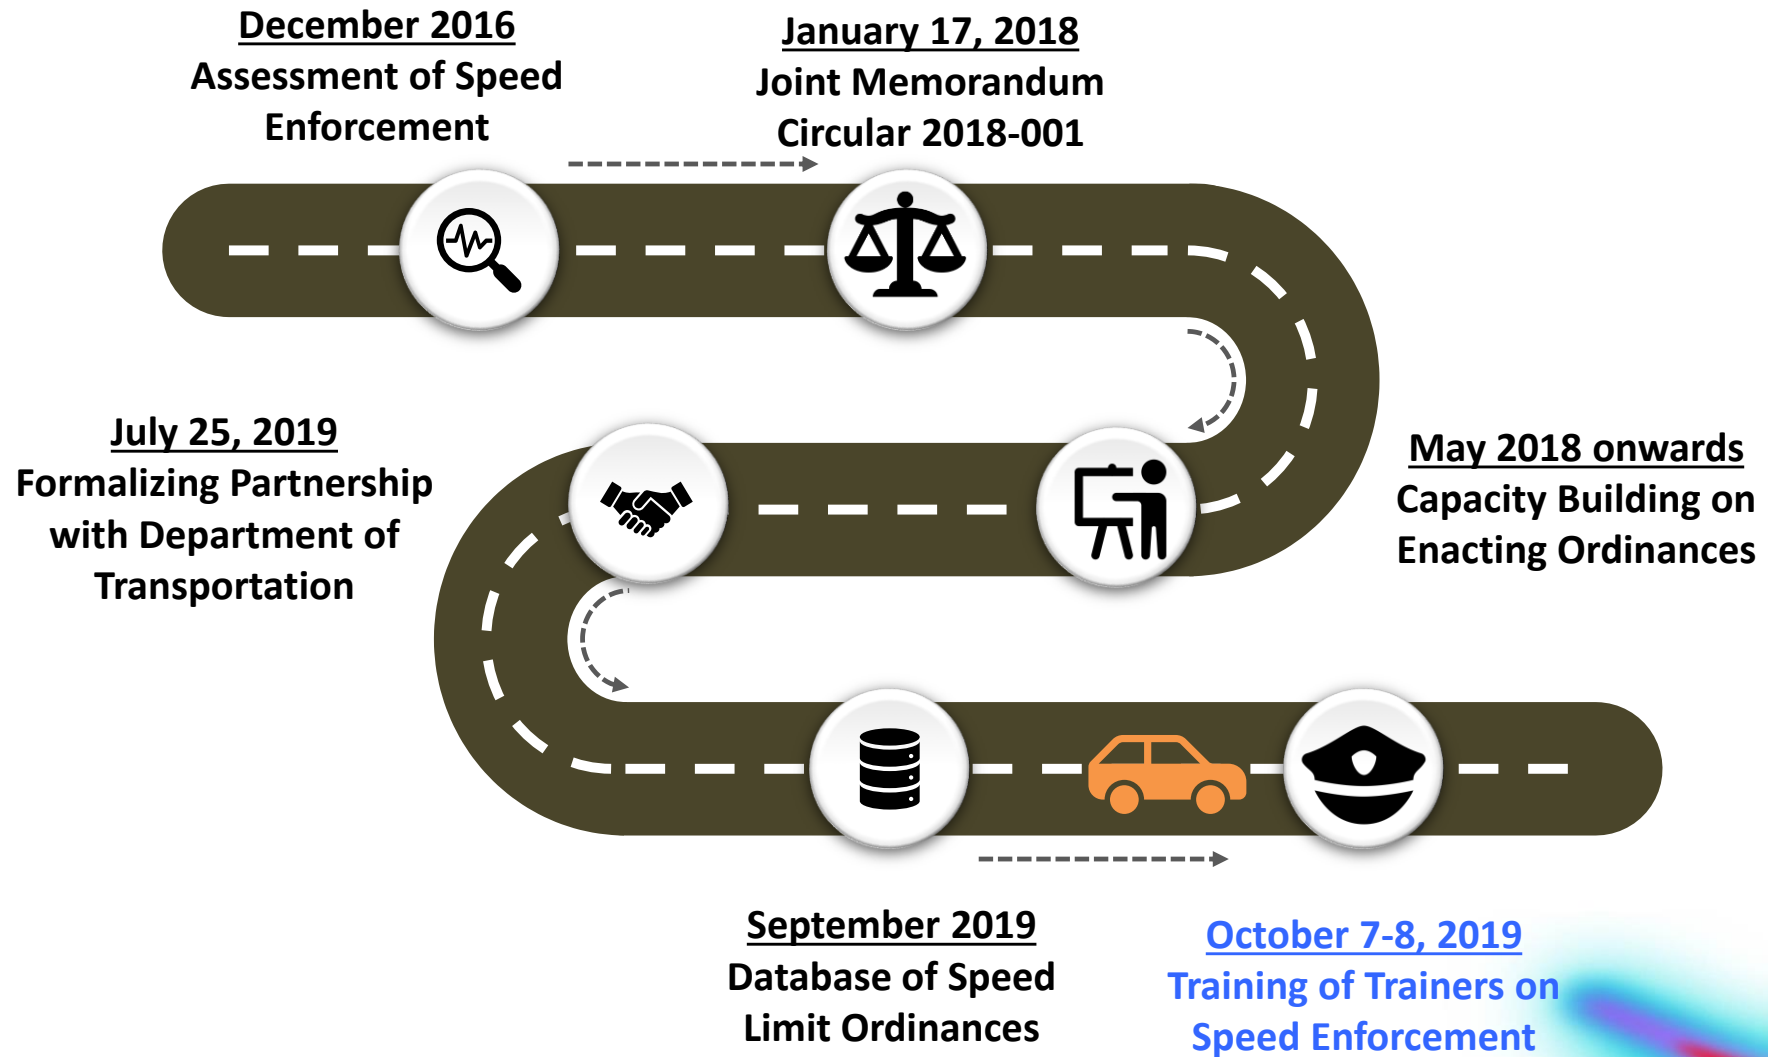 December 2016
Assessment of Speed
Enforcement
January 17, 2018
Joint Memorandum
Circular 2018-001
May 2018 onwards
Capacity Building on
Enacting Ordinances
July 25, 2019
Formalizing Partnership
with Department of
Transportation
September 2019
Database of Speed
Limit Ordinances
October 7-8, 2019
Training of Trainers on
Speed Enforcement